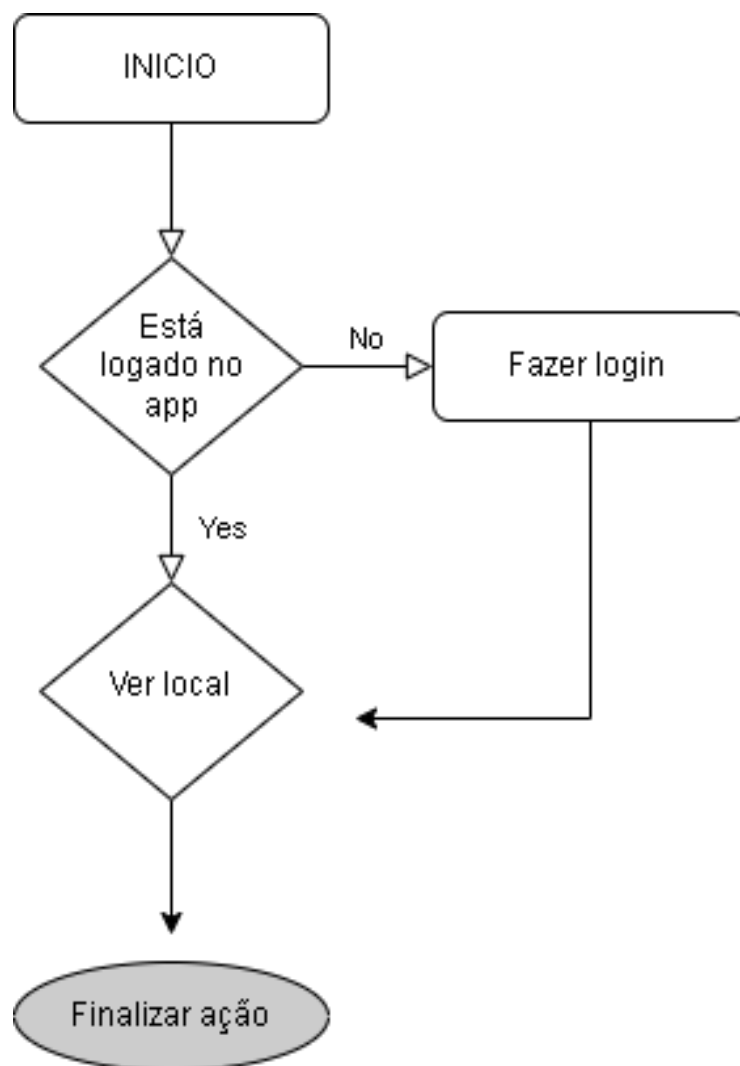 INICIO
Está
logado no
app
No
Fazer login
Yes
Ver local
Finalizar ação